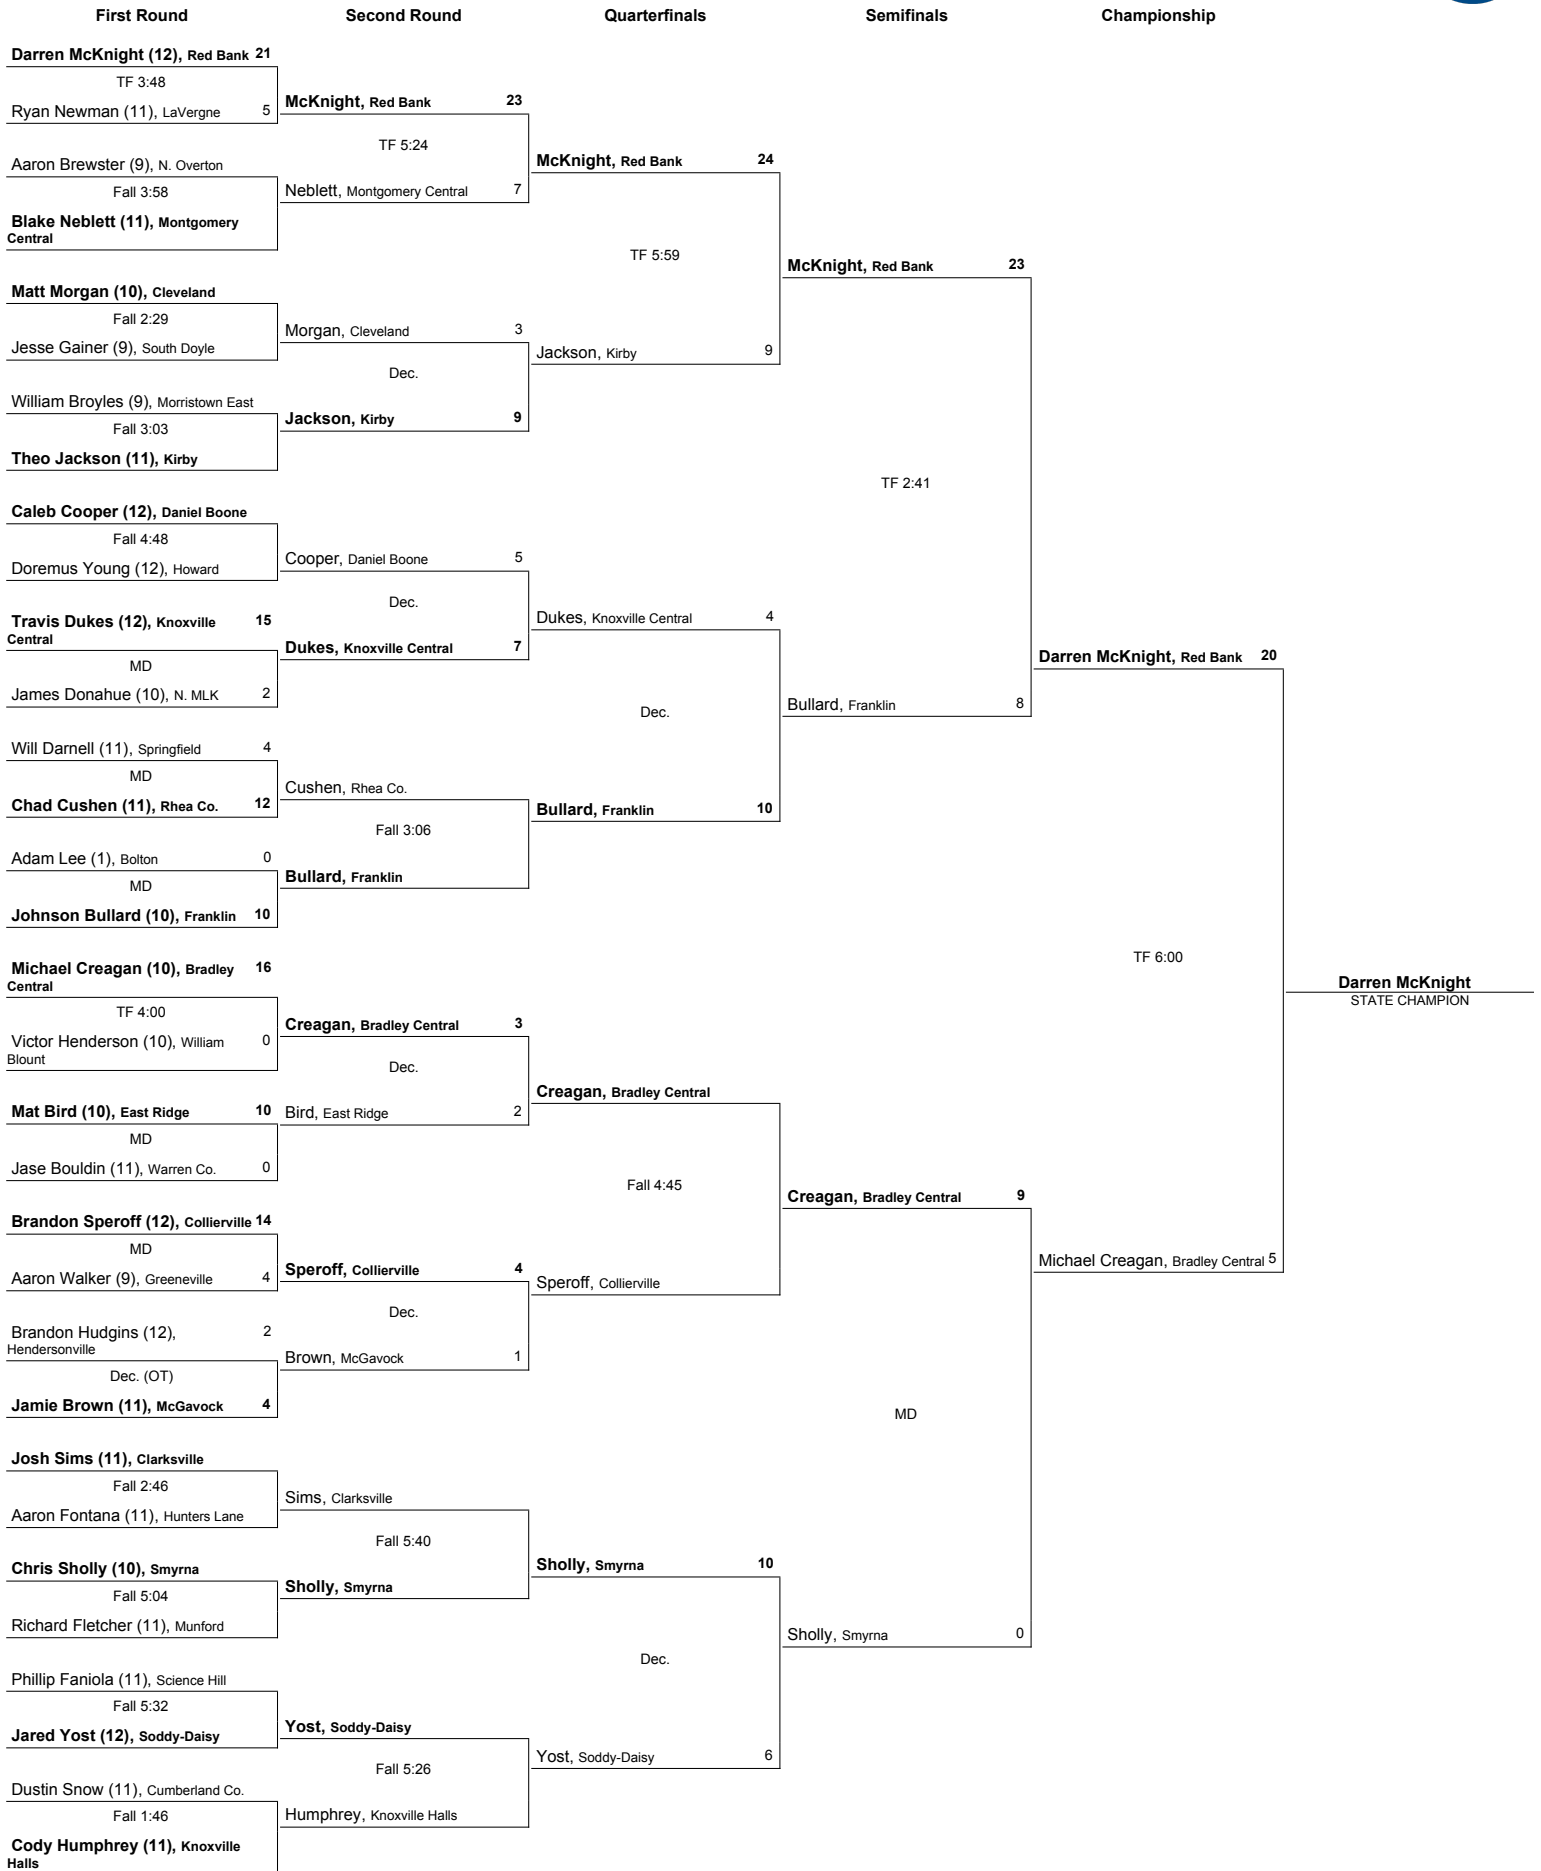 First Round
Second Round
Quarterfinals
Semifinals
Championship
Darren McKnight (12), Red Bank 21
TF 3:48
Ryan Newman (11), LaVergne 5
Aaron Brewster (9), N. Overton
Fall 3:58
Blake Neblett (11), Montgomery
Central
Matt Morgan (10), Cleveland
Fall 2:29
Jesse Gainer (9), South Doyle
William Broyles (9), Morristown East
Fall 3:03
Theo Jackson (11), Kirby
Caleb Cooper (12), Daniel Boone
Fall 4:48
Doremus Young (12), Howard
Travis Dukes (12), Knoxville 15
Central
MD
James Donahue (10), N. MLK 2
Will Darnell (11), Springfield 4
MD
Chad Cushen (11), Rhea Co. 12
Adam Lee (1), Bolton 0
MD
Johnson Bullard (10), Franklin 10
Michael Creagan (10), Bradley 16
Central
TF 4:00
Victor Henderson (10), William 0
Blount
Mat Bird (10), East Ridge 10
MD
Jase Bouldin (11), Warren Co. 0
Brandon Speroff (12), Collierville 14
MD
Aaron Walker (9), Greeneville 4
Brandon Hudgins (12), 2
Hendersonville
Dec. (OT)
Jamie Brown (11), McGavock 4
Josh Sims (11), Clarksville
Fall 2:46
Aaron Fontana (11), Hunters Lane
Chris Sholly (10), Smyrna
Fall 5:04
Richard Fletcher (11), Munford
Phillip Faniola (11), Science Hill
Fall 5:32
Jared Yost (12), Soddy-Daisy
Dustin Snow (11), Cumberland Co.
Fall 1:46
Cody Humphrey (11), Knoxville
Halls
McKnight, Red Bank 23
TF 5:24
Neblett, Montgomery Central 7
Morgan, Cleveland 3
Dec.
Jackson, Kirby 9
Cooper, Daniel Boone 5
Dec.
Dukes, Knoxville Central 7
Cushen, Rhea Co.
Fall 3:06
Bullard, Franklin
Creagan, Bradley Central 3
Dec.
Bird, East Ridge 2
Speroff, Collierville 4
Dec.
Brown, McGavock 1
Sims, Clarksville
Fall 5:40
Sholly, Smyrna
Yost, Soddy-Daisy
Fall 5:26
Humphrey, Knoxville Halls
McKnight, Red Bank 24
TF 5:59
Jackson, Kirby 9
Dukes, Knoxville Central 4
Dec.
Bullard, Franklin 10
Creagan, Bradley Central
Fall 4:45
Speroff, Collierville
Sholly, Smyrna 10
Dec.
Yost, Soddy-Daisy 6
McKnight, Red Bank 23
TF 2:41
Bullard, Franklin 8
Creagan, Bradley Central 9
MD
Sholly, Smyrna 0
Darren McKnight, Red Bank 20
TF 6:00
Michael Creagan, Bradley Central 5
Darren McKnight
STATE CHAMPION